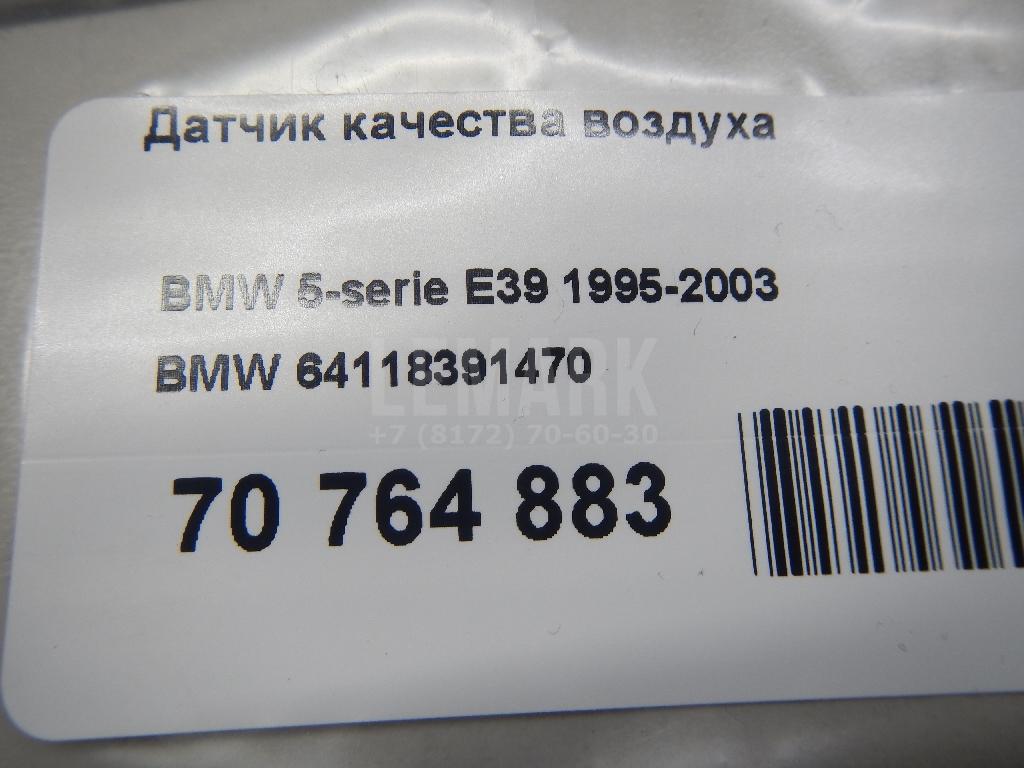 Датчик качества воздуха
BMW 5-serie E39 1995-2003
BMW 64118391470
LEMARK
+7 (8172) 70-60-30
70 764 883